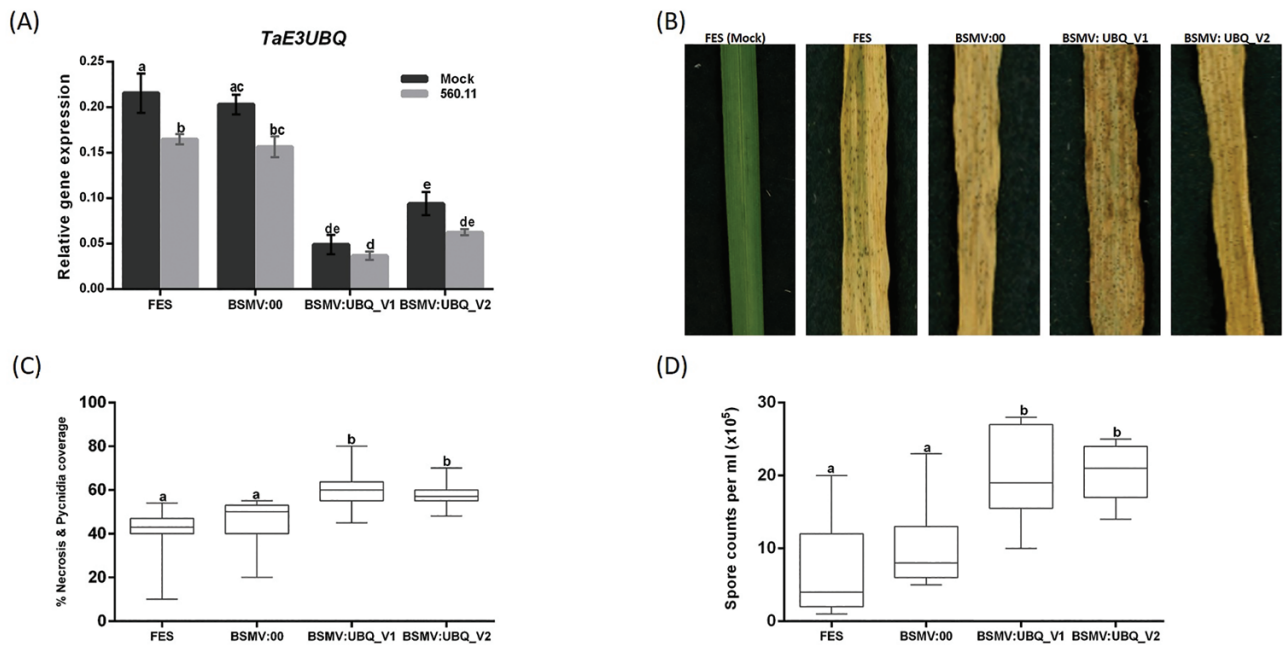 (A)
TaE3UBQ
Relative gene expression
0.25
0.20
0.15
0.10
0.05
0.00
a
b
ac
bc
de
d
e
de
Mock
560.11
FES
BSMV:00
BSMV:UBQ_V1
BSMV:UBQ_V2
(B)
FES (Mock)
FES
BSMV:00
BSMV: UBQ_V1
BSMV: UBQ_V2
(C)
% Necrosis & Pycnidia coverage
100
80
60
40
20
0
a
a
b
b
FES
BSMV:00
BSMV:UBQ_V1
BSMV:UBQ_V2
(D)
Spore counts per ml (x10⁵)
30
20
10
0
a
a
b
b
FES
BSMV:00
BSMV:UBQ_V1
BSMV:UBQ_V2